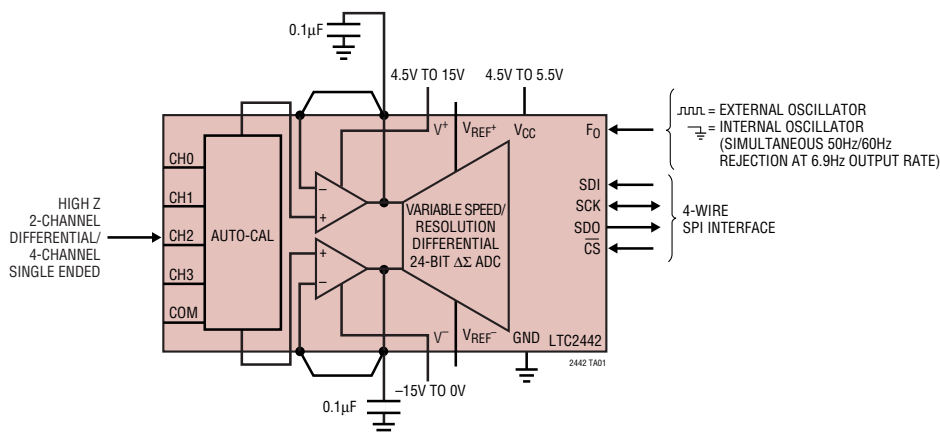 0.1µF
4.5V TO 15V
4.5V TO 5.5V
V+
VREF+
VCC
FO
= EXTERNAL OSCILLATOR
= INTERNAL OSCILLATOR
(SIMULTANEOUS 50Hz/60Hz
REJECTION AT 6.9Hz OUTPUT RATE)
HIGH Z
2-CHANNEL
DIFFERENTIAL/
4-CHANNEL
SINGLE ENDED
CH0
CH1
CH2
CH3
COM
AUTO-CAL
–
+
+
–
VARIABLE SPEED/
RESOLUTION
DIFFERENTIAL
24-BIT ΔΣ ADC
SDI
SCK
SDO
CS
4-WIRE
SPI INTERFACE
V–
VREF–
GND
LTC2442
2442 TA01
–15V TO 0V
0.1µF